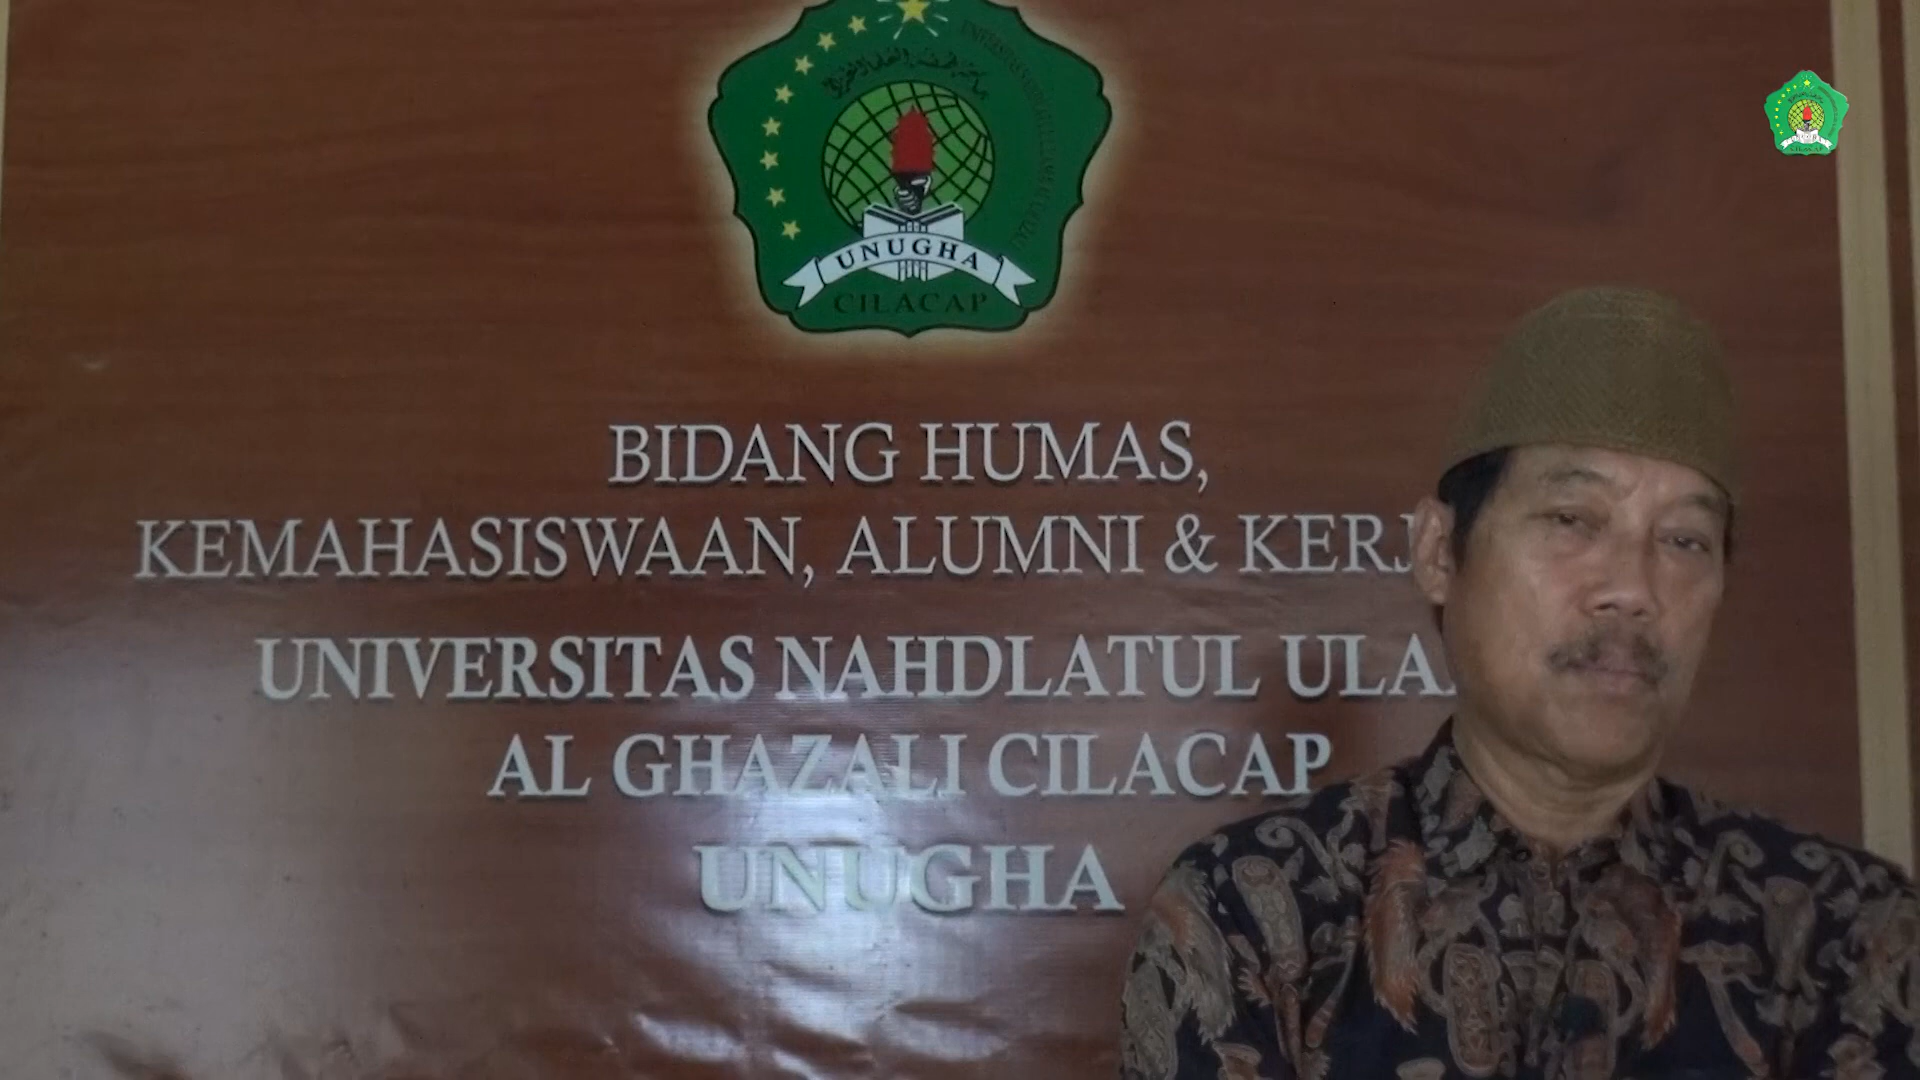 UNUGHA
CILACAP
BIDANG HUMAS,
KEMAHASISWAAN, ALUMNI & KERJ
UNIVERSITAS NAHDLATUL ULA
AL GHAZALI CILACAP
UNUGHA